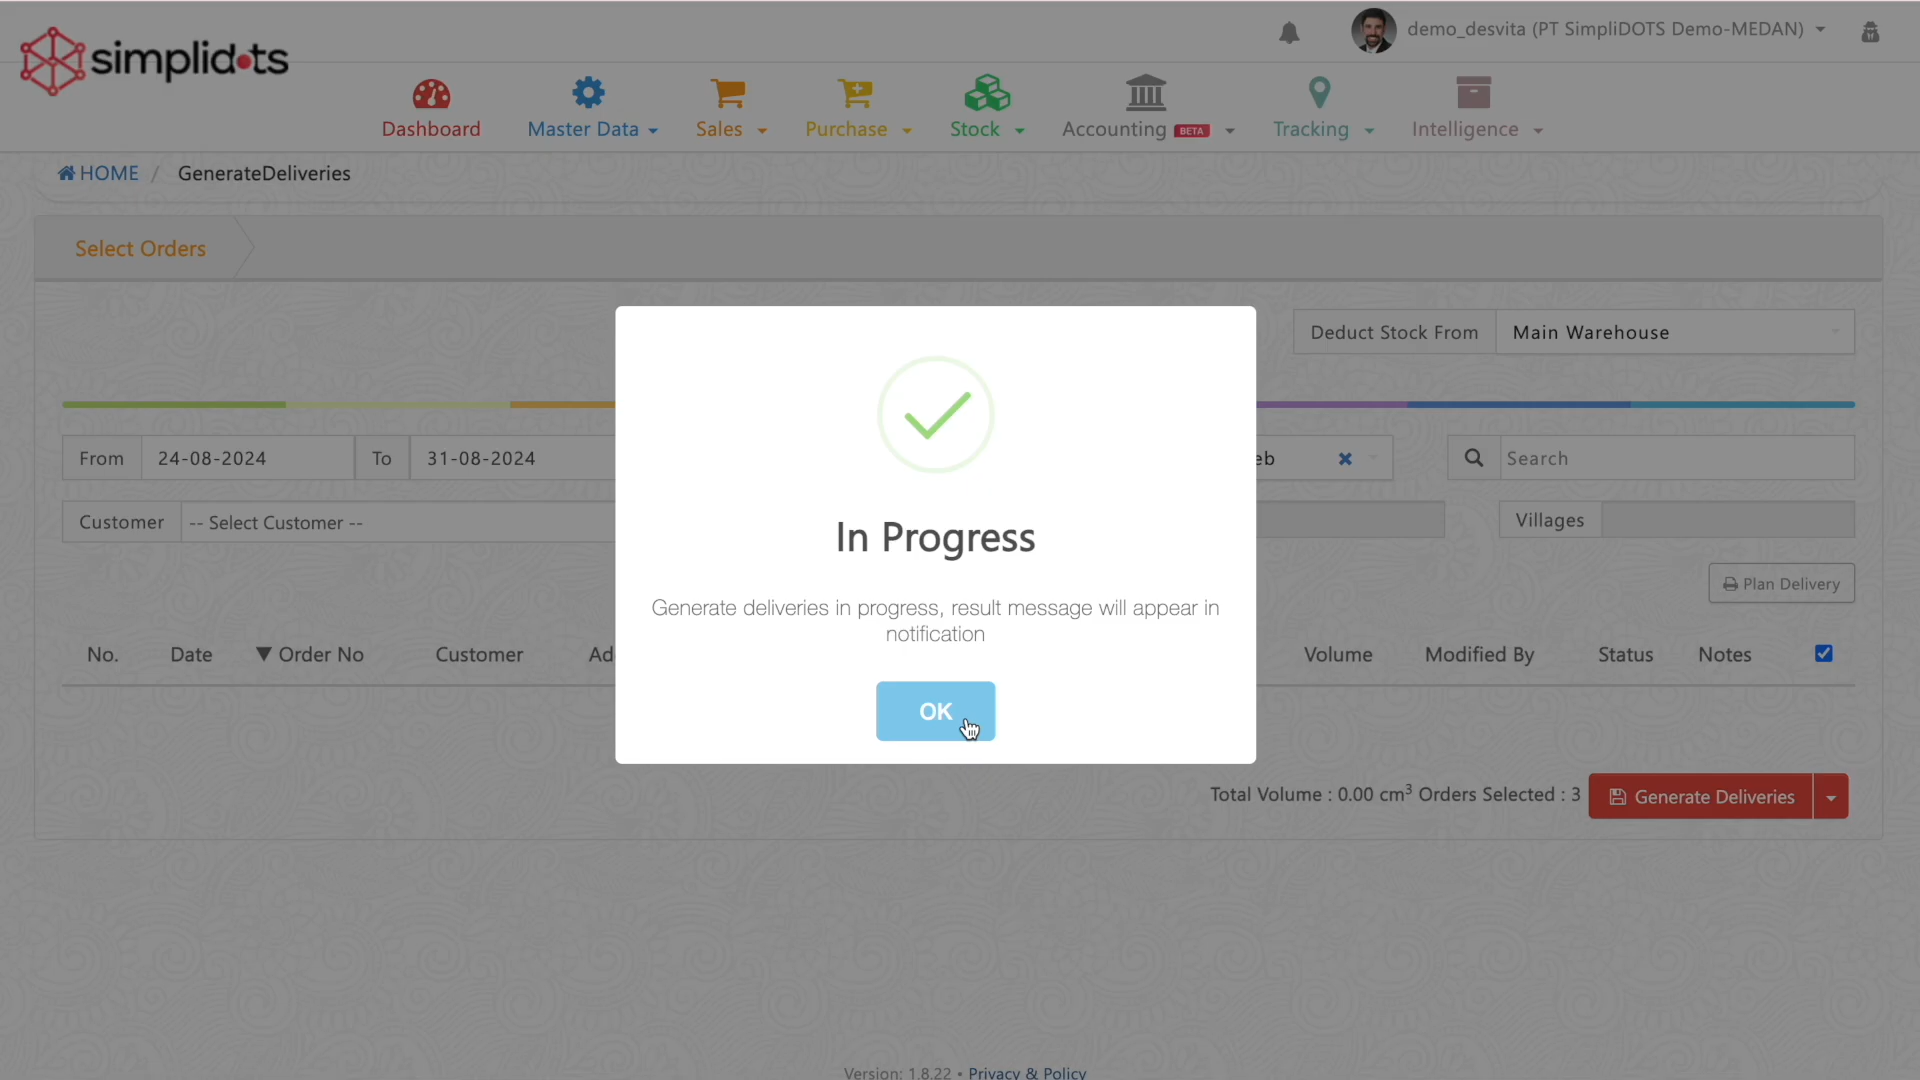 simplidots
demo_desvita (PT SimpliDOTS Demo-MEDAN)
Dashboard
Master Data
Sales
Purchase
Stock
Accounting BETA
Tracking
Intelligence
HOME / GenerateDeliveries
Select Orders
Deduct Stock From Main Warehouse
From 24-08-2024 To 31-08-2024
Search
Customer -- Select Customer --
Villages
Plan Delivery
No. Date ▼ Order No Customer
Volume Modified By Status Notes
In Progress
Generate deliveries in progress, result message will appear in
notification
OK
Total Volume : 0.00 cm³ Orders Selected : 3
Generate Deliveries
Version: 1.8.22 • Privacy & Policy